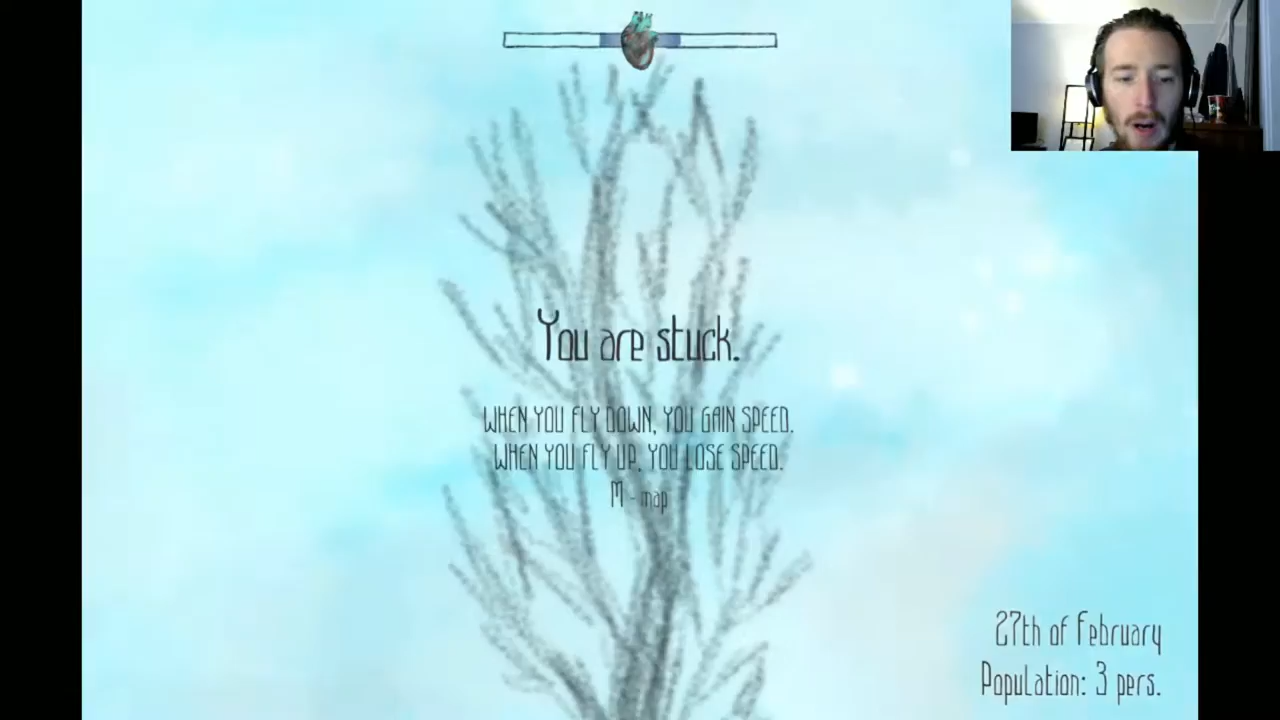 You are stuck.
WHEN YOU FLY DOWN, YOU GAIN SPEED.
WHEN YOU FLY UP, YOU LOSE SPEED.
M - map
27th of February
Population: 3 pers.